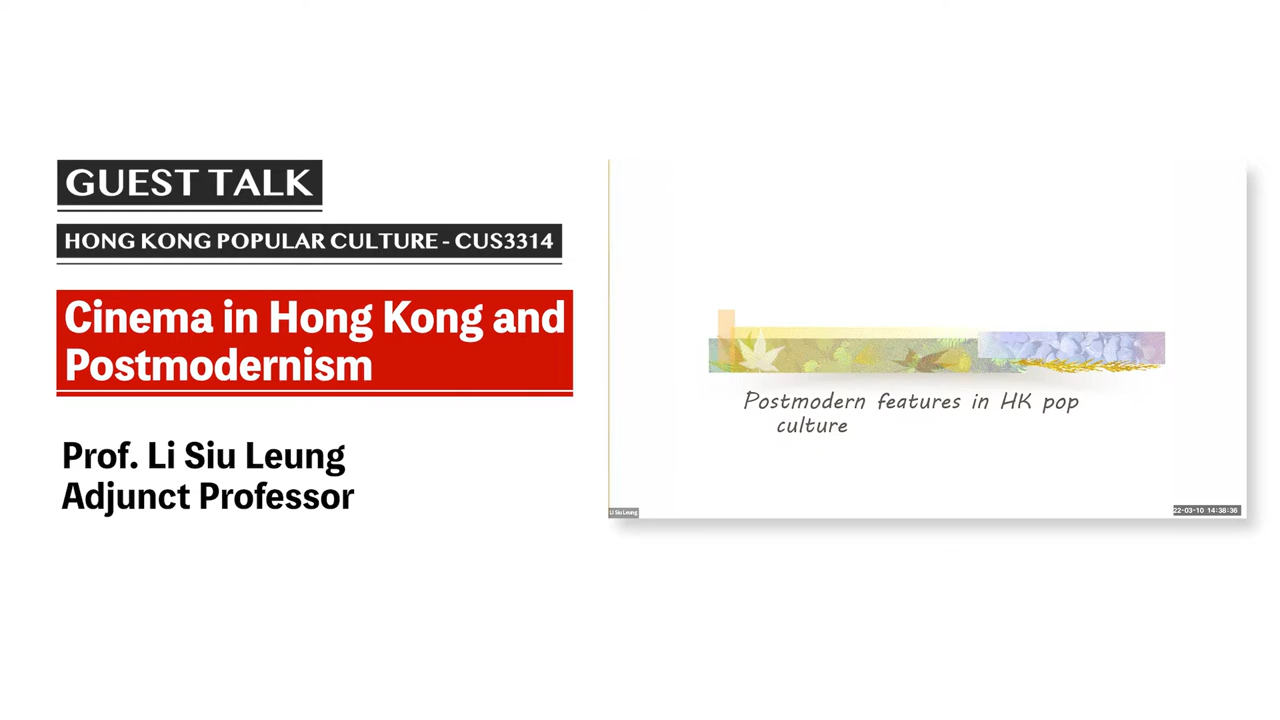 GUEST TALK
HONG KONG POPULAR CULTURE - CUS3314
Cinema in Hong Kong and
Postmodernism
Prof. Li Siu Leung
Adjunct Professor
Postmodern features in HK pop
culture
LI Siu Leung
22-03-10 14:38:36